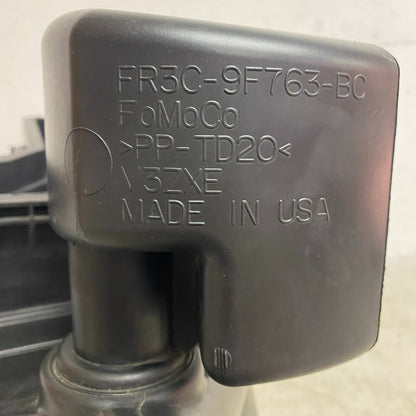 FR3C-9F763-BC
FoMoCo
>PP-TD20<
V3ZXE
MADE IN USA